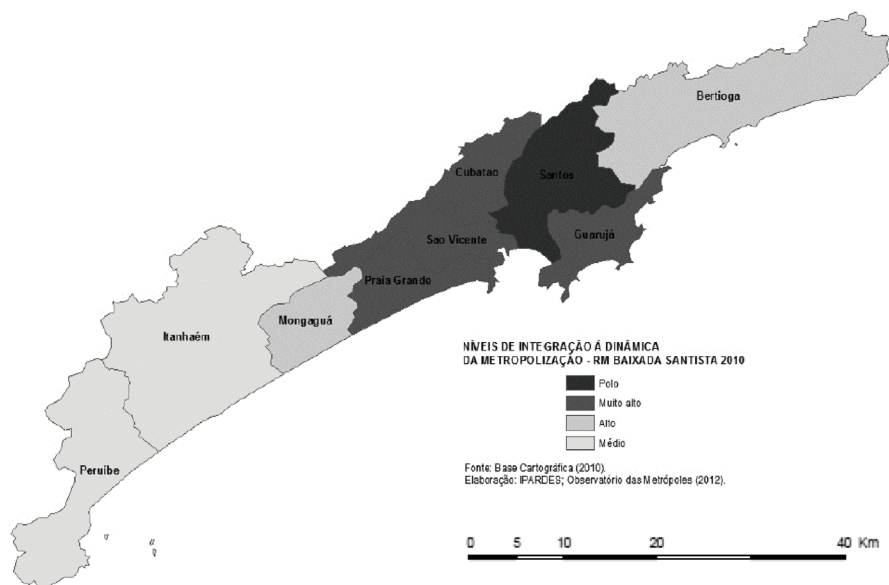 Bertioga
Cubatao
Santos
Guarujá
Sao Vicente
Praia Grando
Mongaguá
Itanhaém
Peruíbe
NÍVEIS DE INTEGRAÇÃO Á DINÂMICA
DA METROPOLIZAÇÃO - RM BAIXADA SANTISTA 2010
Polo
Muito alto
Alto
Médio
Fonte: Base Cartográfica (2010).
Elaboração: IPARDES; Observatório das Metrópoles (2012).
0 5 10 20 30 40 Km